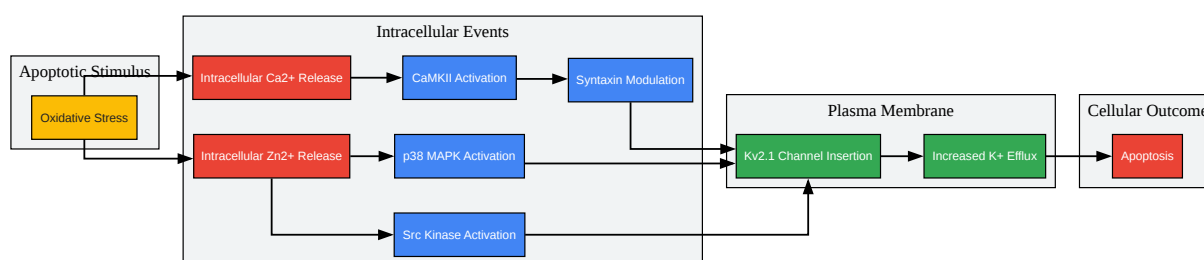 Apoptotic Stimulus
Oxidative Stress
Intracellular Events
Intracellular Ca2+ Release
CaMKII Activation
Syntaxin Modulation
Intracellular Zn2+ Release
p38 MAPK Activation
Src Kinase Activation
Plasma Membrane
Kv2.1 Channel Insertion
Increased K+ Efflux
Cellular Outcome
Apoptosis